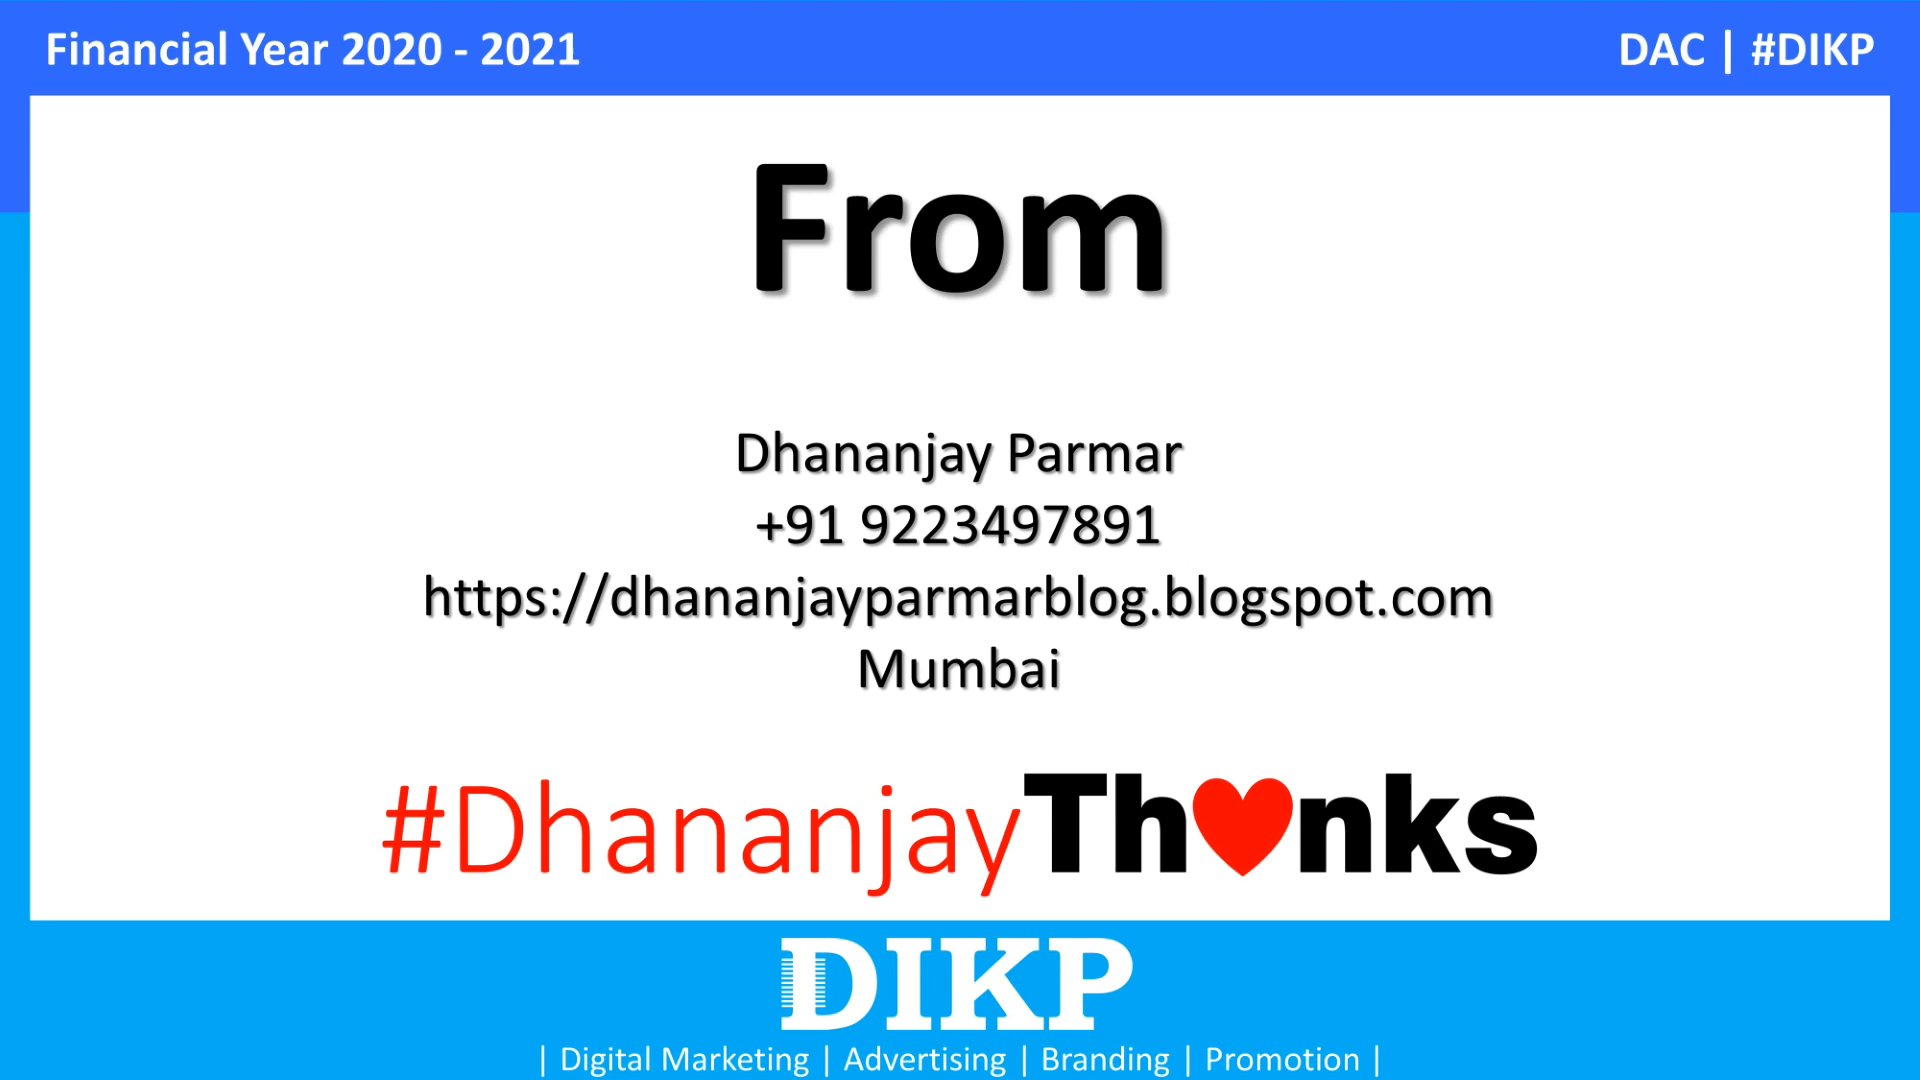 Financial Year 2020 - 2021
DAC | #DIKP
From
Dhananjay Parmar
+91 9223497891
https://dhananjayparmarblog.blogspot.com
Mumbai
#DhananjayTh❤nks
DIKP
| Digital Marketing | Advertising | Branding | Promotion |